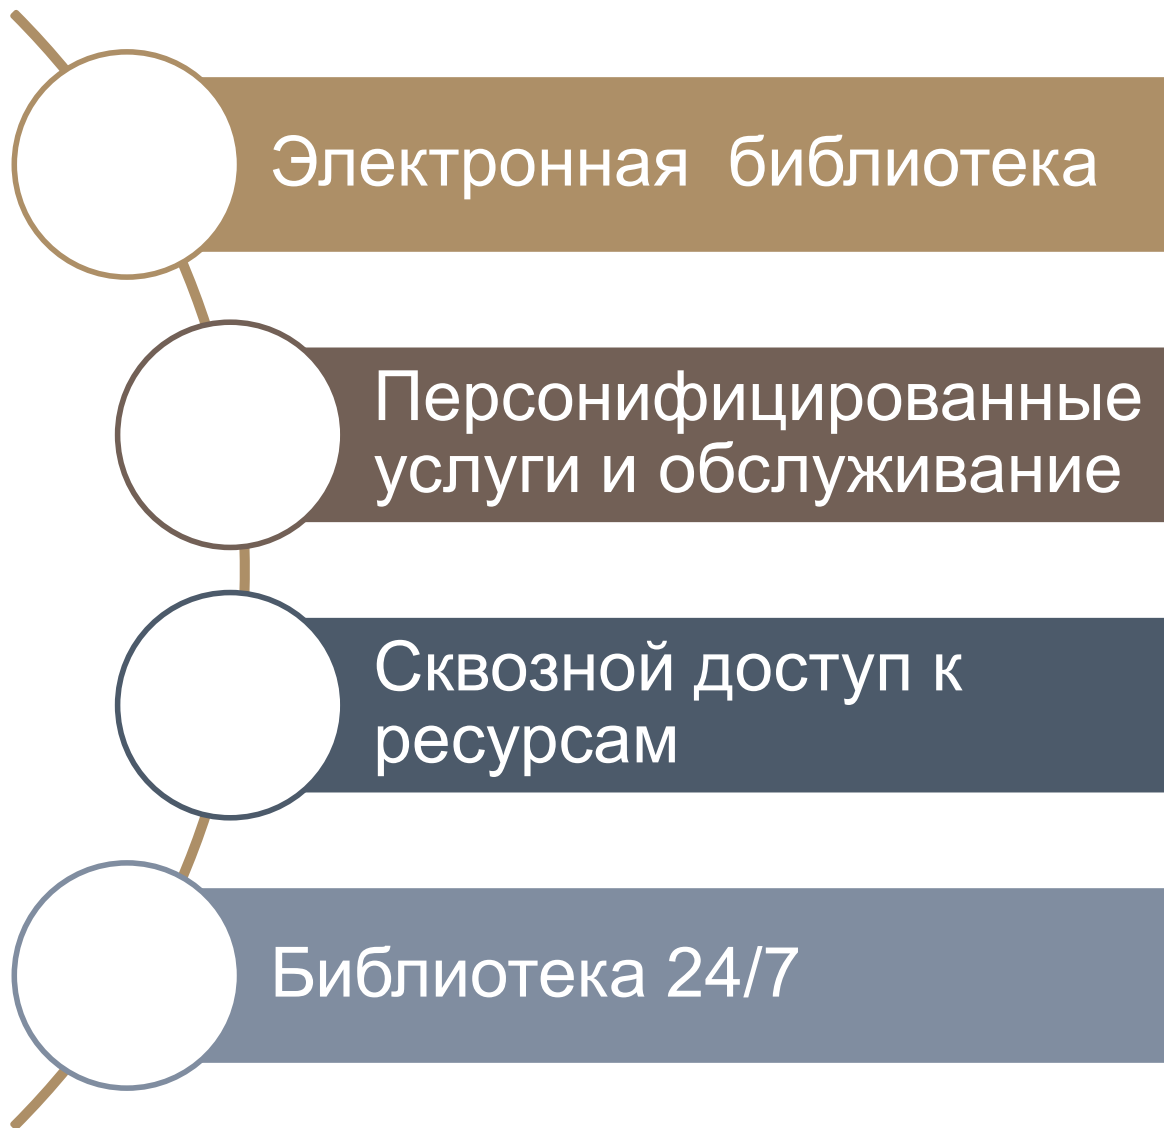 Электронная библиотека
Персонифицированные
услуги и обслуживание
Сквозной доступ к
ресурсам
Библиотека 24/7